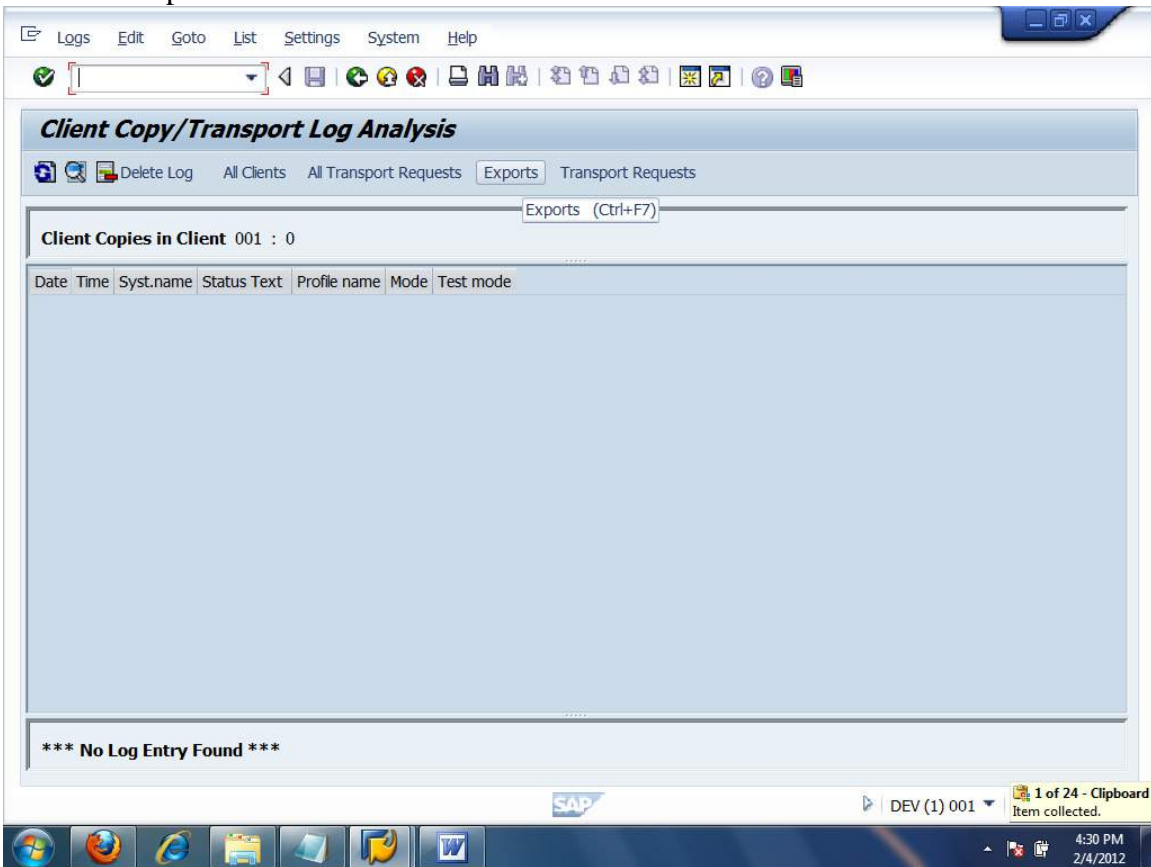 Logs Edit Goto List Settings System Help
Client Copy/Transport Log Analysis
Delete Log All Clients All Transport Requests Exports Transport Requests
Exports (Ctrl+F7)
Client Copies in Client 001 : 0
Date Time Syst.name Status Text Profile name Mode Test mode
*** No Log Entry Found ***
SAP DEV (1) 001
1 of 24 - Clipboard
Item collected.
W
4:30 PM
2/4/2012